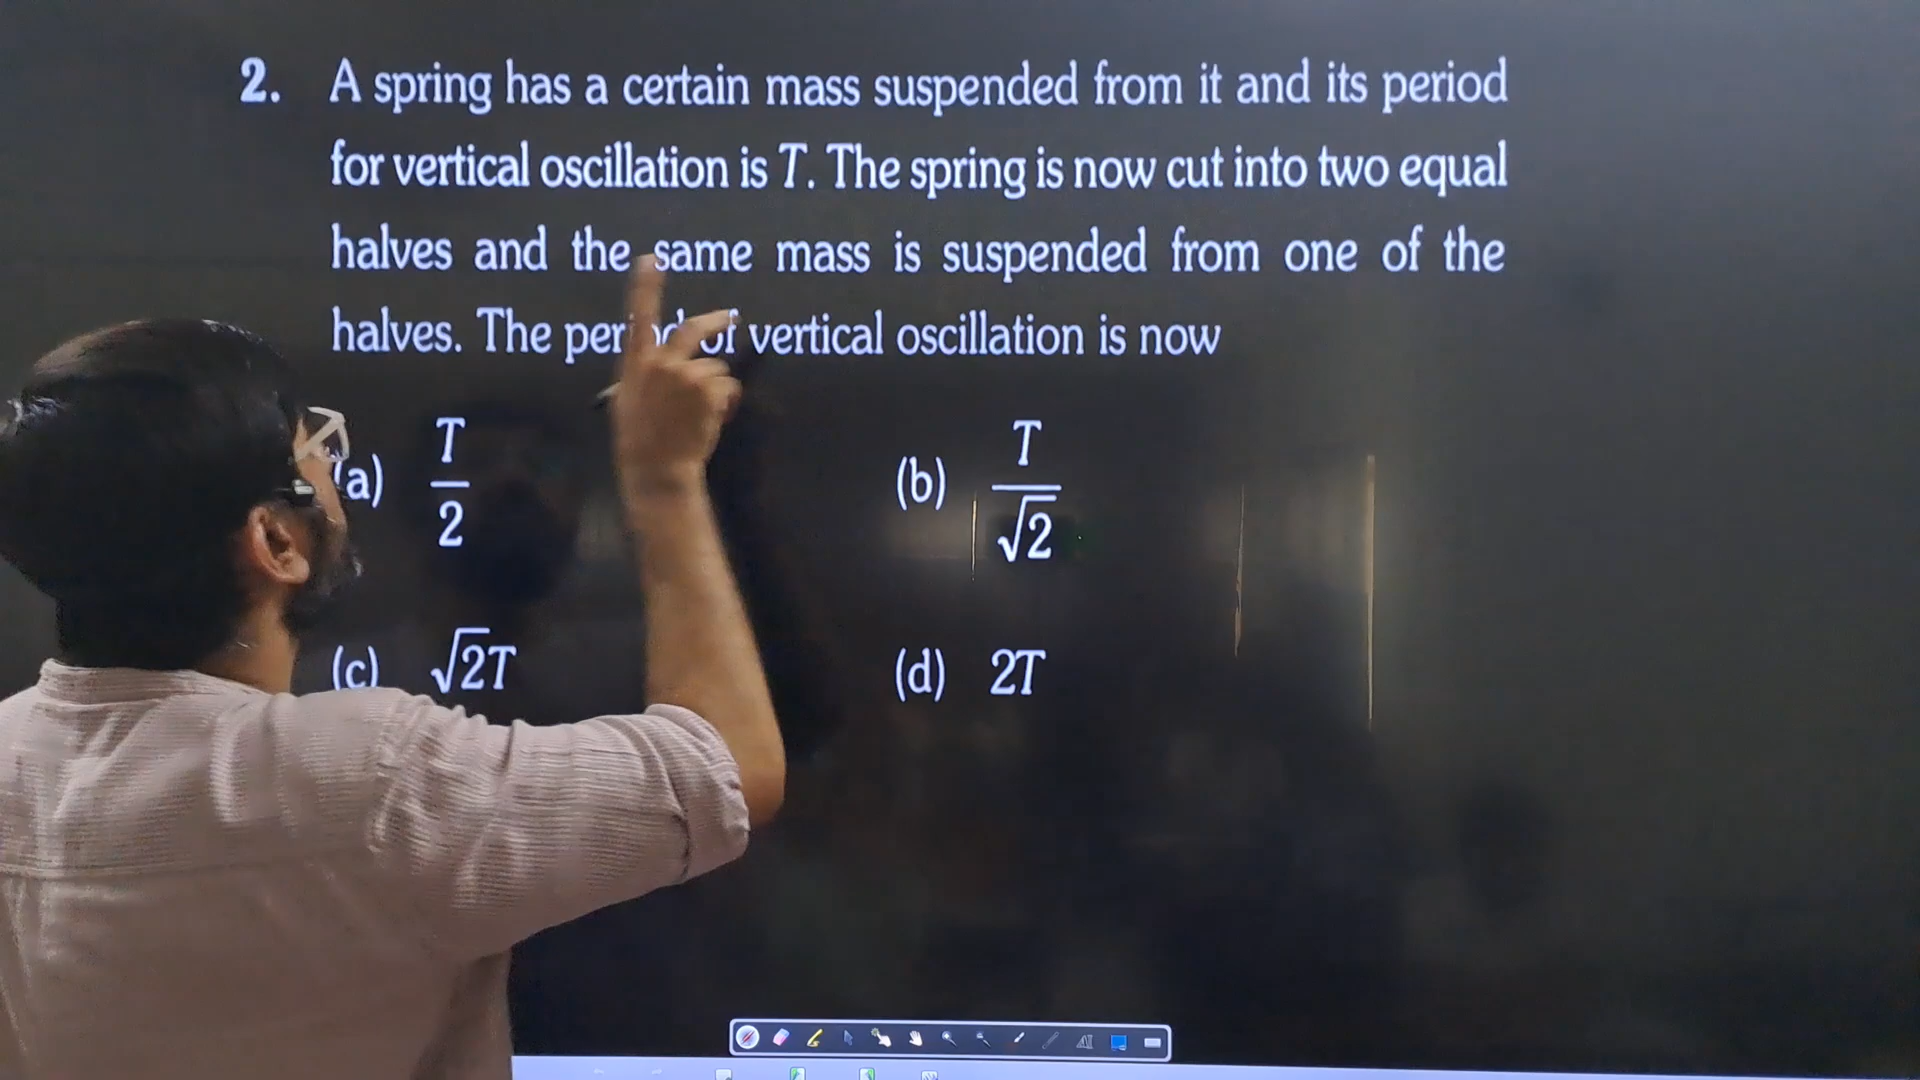 2. A spring has a certain mass suspended from it and its period
for vertical oscillation is T. The spring is now cut into two equal
halves and the same mass is suspended from one of the
halves. The period of vertical oscillation is now
(a) T/2 (b) T/√2
(c) √2T (d) 2T